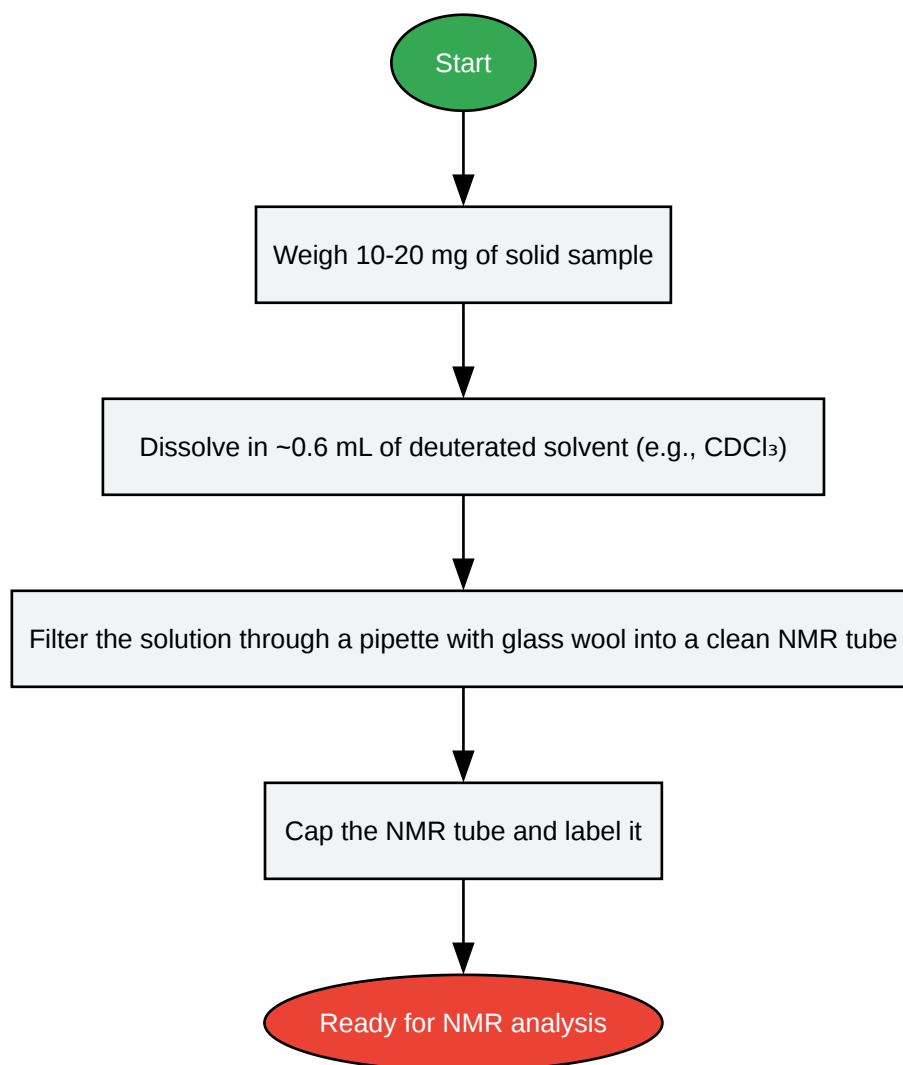 Start
Weigh 10-20 mg of solid sample
Dissolve in ~0.6 mL of deuterated solvent (e.g., CDCl₃)
Filter the solution through a pipette with glass wool into a clean NMR tube
Cap the NMR tube and label it
Ready for NMR analysis